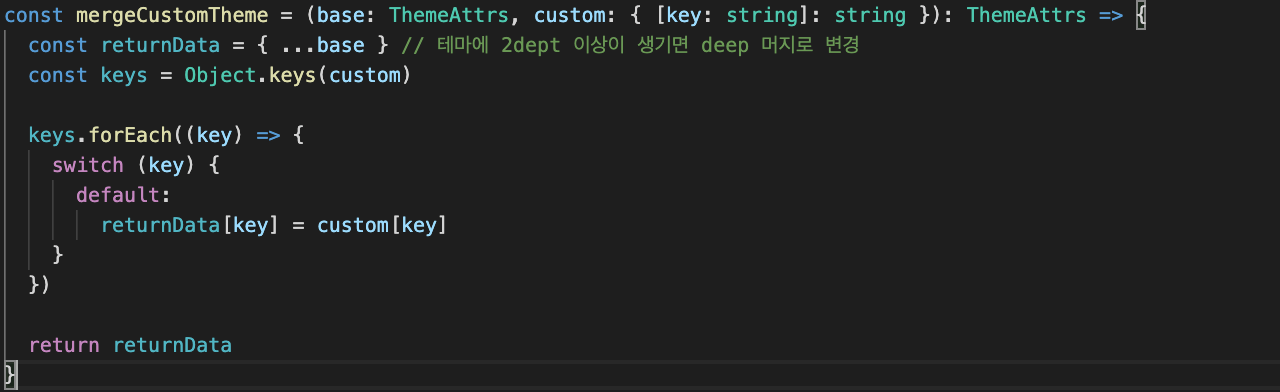 const mergeCustomTheme = (base: ThemeAttrs, custom: { [key: string]: string }): ThemeAttrs => {
  const returnData = { ...base } // 테마에 2dept 이상이 생기면 deep 머지로 변경
  const keys = Object.keys(custom)

  keys.forEach((key) => {
    switch (key) {
      default:
        returnData[key] = custom[key]
    }
  })

  return returnData
}